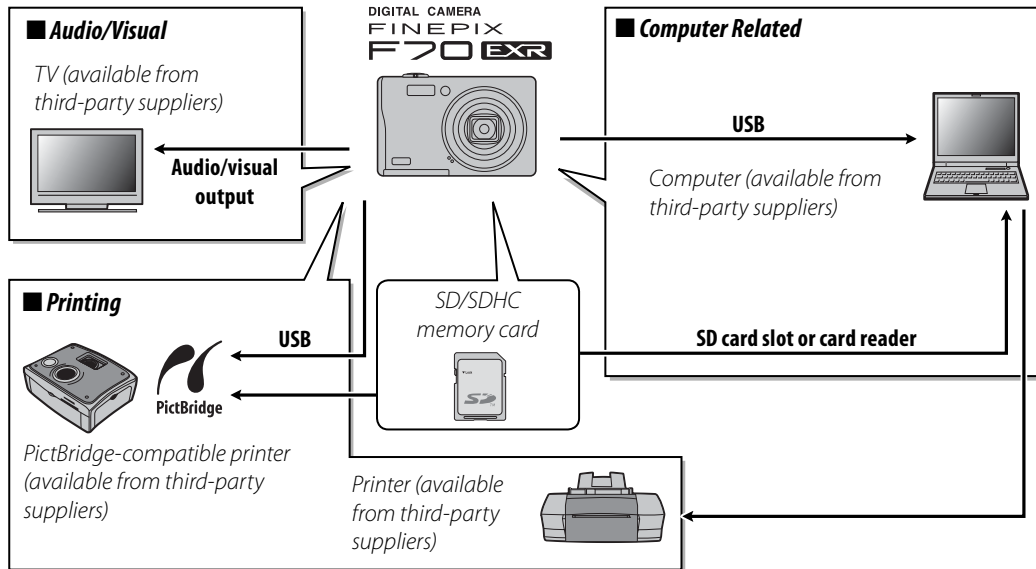 DIGITAL CAMERA
FINEPIX
F70 EXR
■ Audio/Visual
TV (available from
third-party suppliers)
Audio/visual
output
■ Computer Related
USB
Computer (available from
third-party suppliers)
SD card slot or card reader
SD/SDHC
memory card
SD
■ Printing
USB
PictBridge
PictBridge-compatible printer
(available from third-party
suppliers)
Printer (available
from third-party
suppliers)